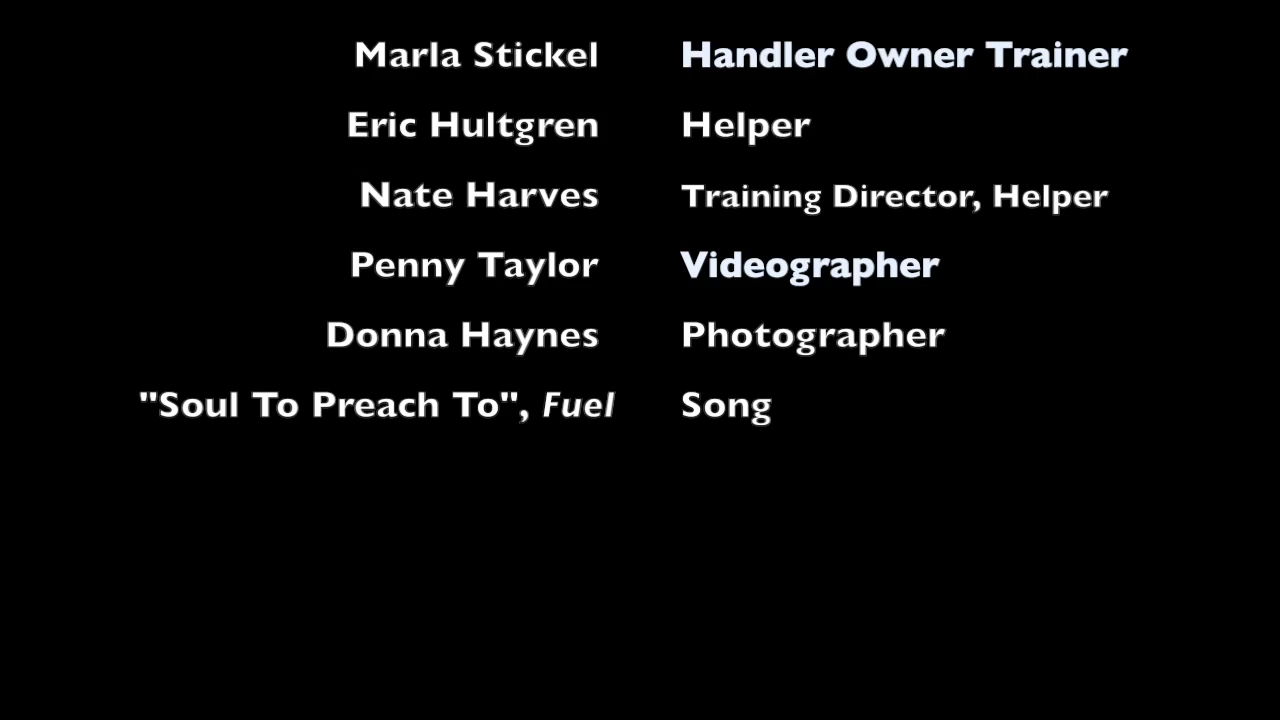 Marla Stickel Handler Owner Trainer
Eric Hultgren Helper
Nate Harves Training Director, Helper
Penny Taylor Videographer
Donna Haynes Photographer
"Soul To Preach To", Fuel Song